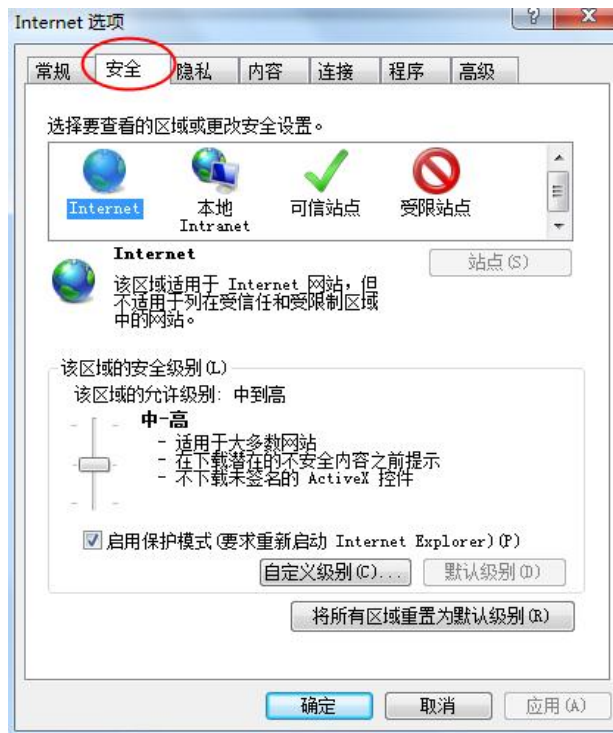 Internet 选项
常规 安全 隐私 内容 连接 程序 高级
选择要查看的区域或更改安全设置。
Internet 本地 Intranet 可信站点 受限站点
Internet
站点(S)
该区域适用于 Internet 网站，但
不适用于列在受信任和受限制区域
中的网站。
该区域的安全级别(L)
该区域的允许级别: 中到高
中-高
- 适用于大多数网站
- 在下载潜在的不安全内容之前提示
- 不下载未签名的 ActiveX 控件
启用保护模式(要求重新启动 Internet Explorer)(P)
自定义级别(C)... 默认级别(D)
将所有区域重置为默认级别(R)
确定 取消 应用(A)